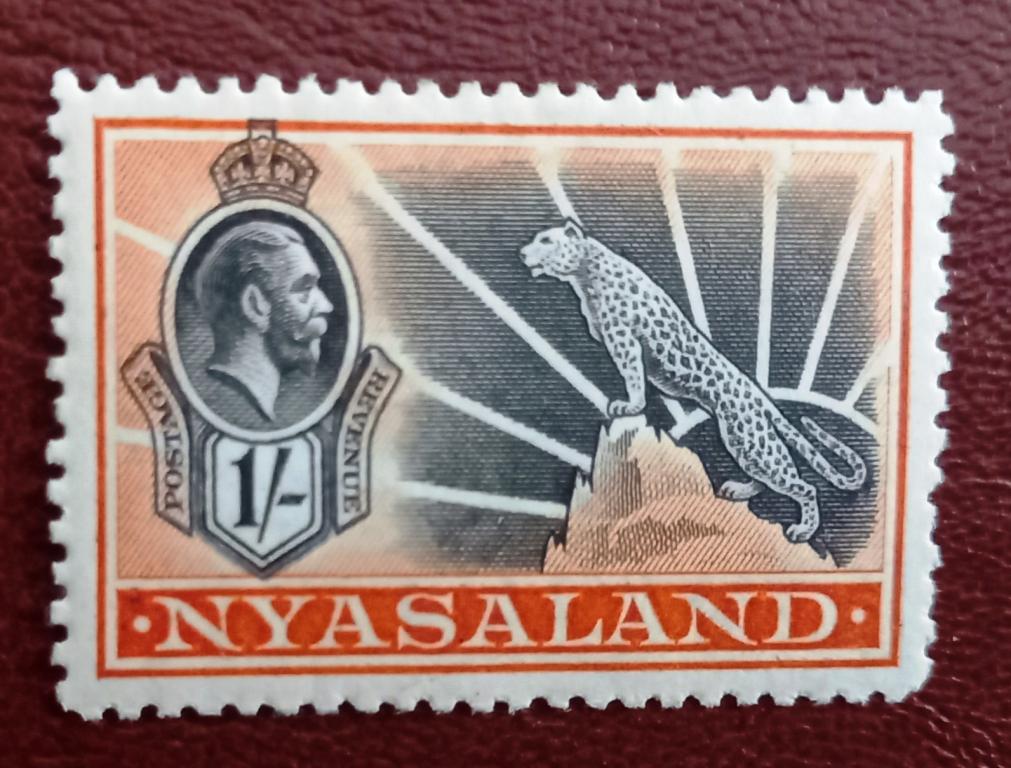 POSTAGE
REVENUE
1/-
·NYASALAND·